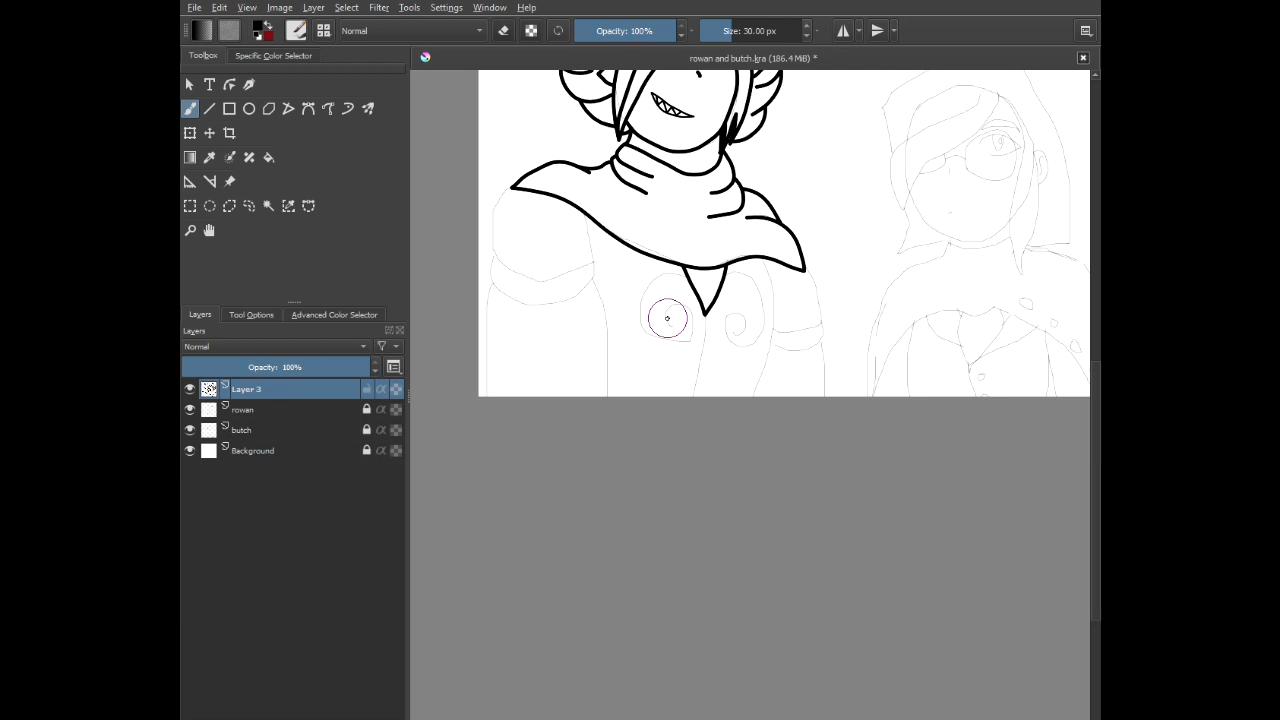 File Edit View Image Layer Select Filter Tools Settings Window Help
Normal Opacity: 100% Size: 30.00 px
Toolbox Specific Color Selector
rowan and butch.kra (186.4 MiB) *
Layers Tool Options Advanced Color Selector
Layers
Normal
Opacity: 100%
Layer 3
rowan
butch
Background